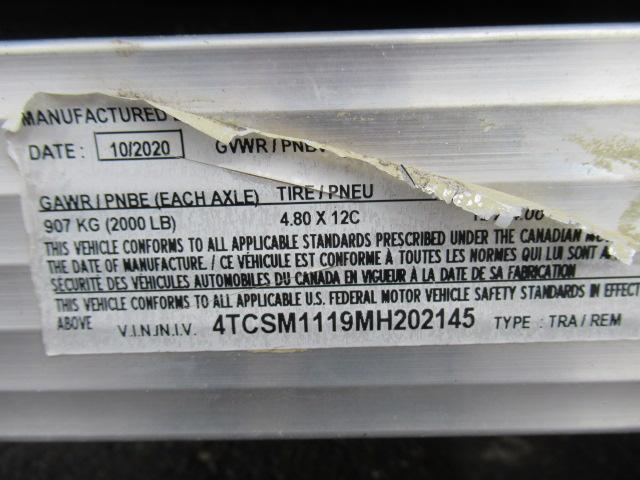 MANUFACTURED
DATE: 10/2020 GVWR / PNBV
GAWR / PNBE (EACH AXLE) TIRE / PNEU
907 KG (2000 LB) 4.80 X 12C
THIS VEHICLE CONFORMS TO ALL APPLICABLE STANDARDS PRESCRIBED UNDER THE CANADIAN
THE DATE OF MANUFACTURE. / CE VÉHICULE EST CONFORME À TOUTES LES NORMES QUI LUI SONT
SÉCURITÉ DES VÉHICULES AUTOMOBILES DU CANADA EN VIGUEUR À LA DATE DE SA FABRICATION
THIS VEHICLE CONFORMS TO ALL APPLICABLE U.S. FEDERAL MOTOR VEHICLE SAFETY STANDARDS IN EFFECT
ABOVE V.I.N./N.I.V. 4TCSM1119MH202145 TYPE : TRA / REM